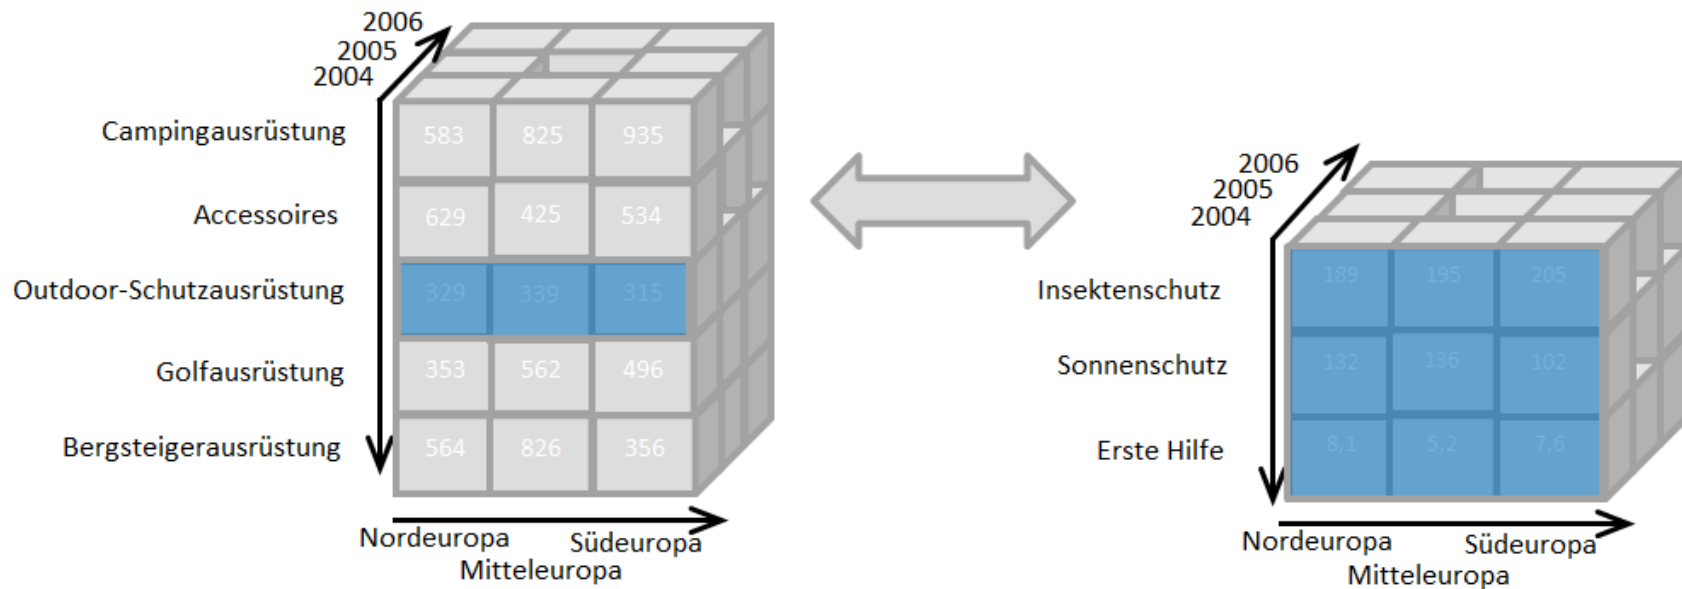 2006
2005
2004
Campingausrüstung
583 825 935
Accessoires
629 425 534
Outdoor-Schutzausrüstung
329 339 315
Golfausrüstung
353 562 496
Bergsteigerausrüstung
564 826 356
Nordeuropa
Südeuropa
Mitteleuropa
2006
2005
2004
Insektenschutz
189 195 205
Sonnenschutz
132 136 102
Erste Hilfe
8,1 5,2 7,6
Nordeuropa
Südeuropa
Mitteleuropa